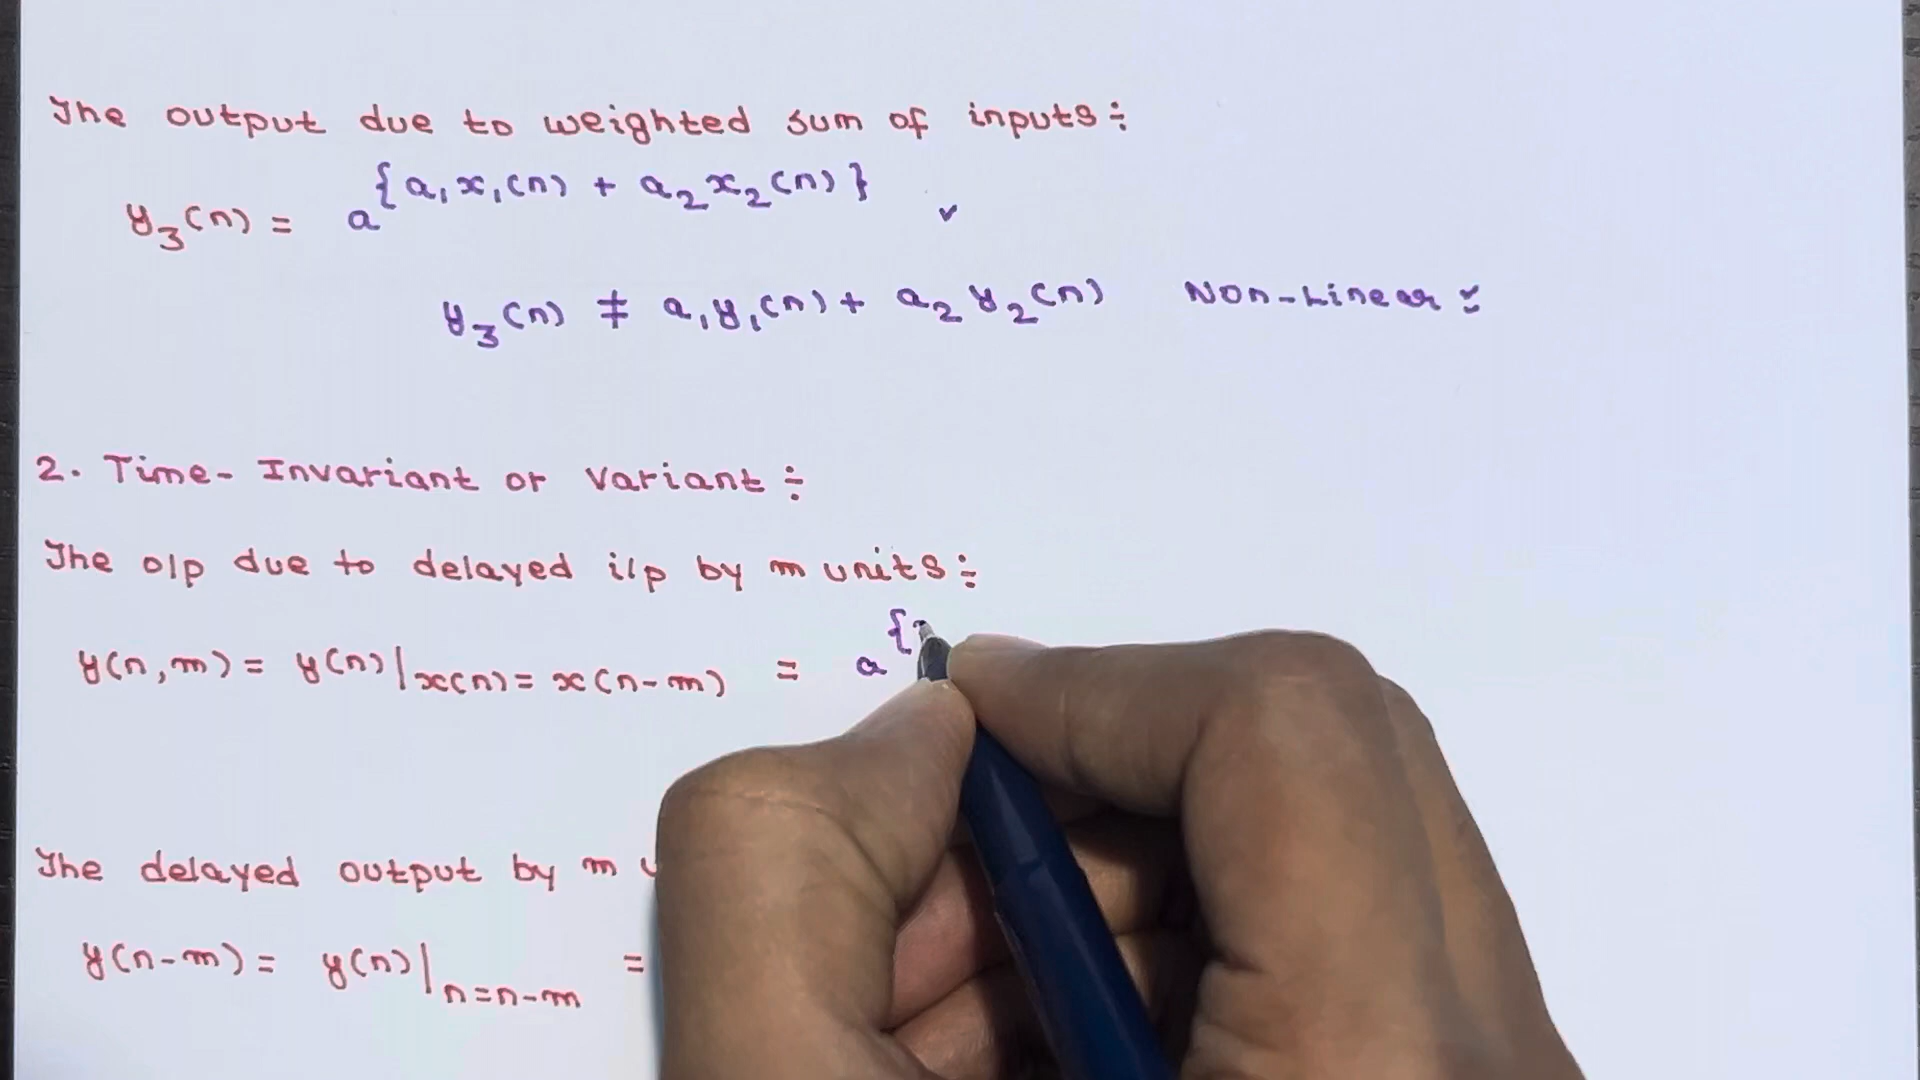 The output due to weighted sum of inputs:
y₃(n) = a^{a₁x₁(n) + a₂x₂(n)} ✓
y₃(n) ≠ a₁y₁(n) + a₂y₂(n) Non-Linear
2. Time-Invariant or Variant:
The o/p due to delayed i/p by m units:
y(n,m) = y(n)|x(n) = x(n-m) = a^{
The delayed output by m
y(n-m) = y(n)|n=n-m =